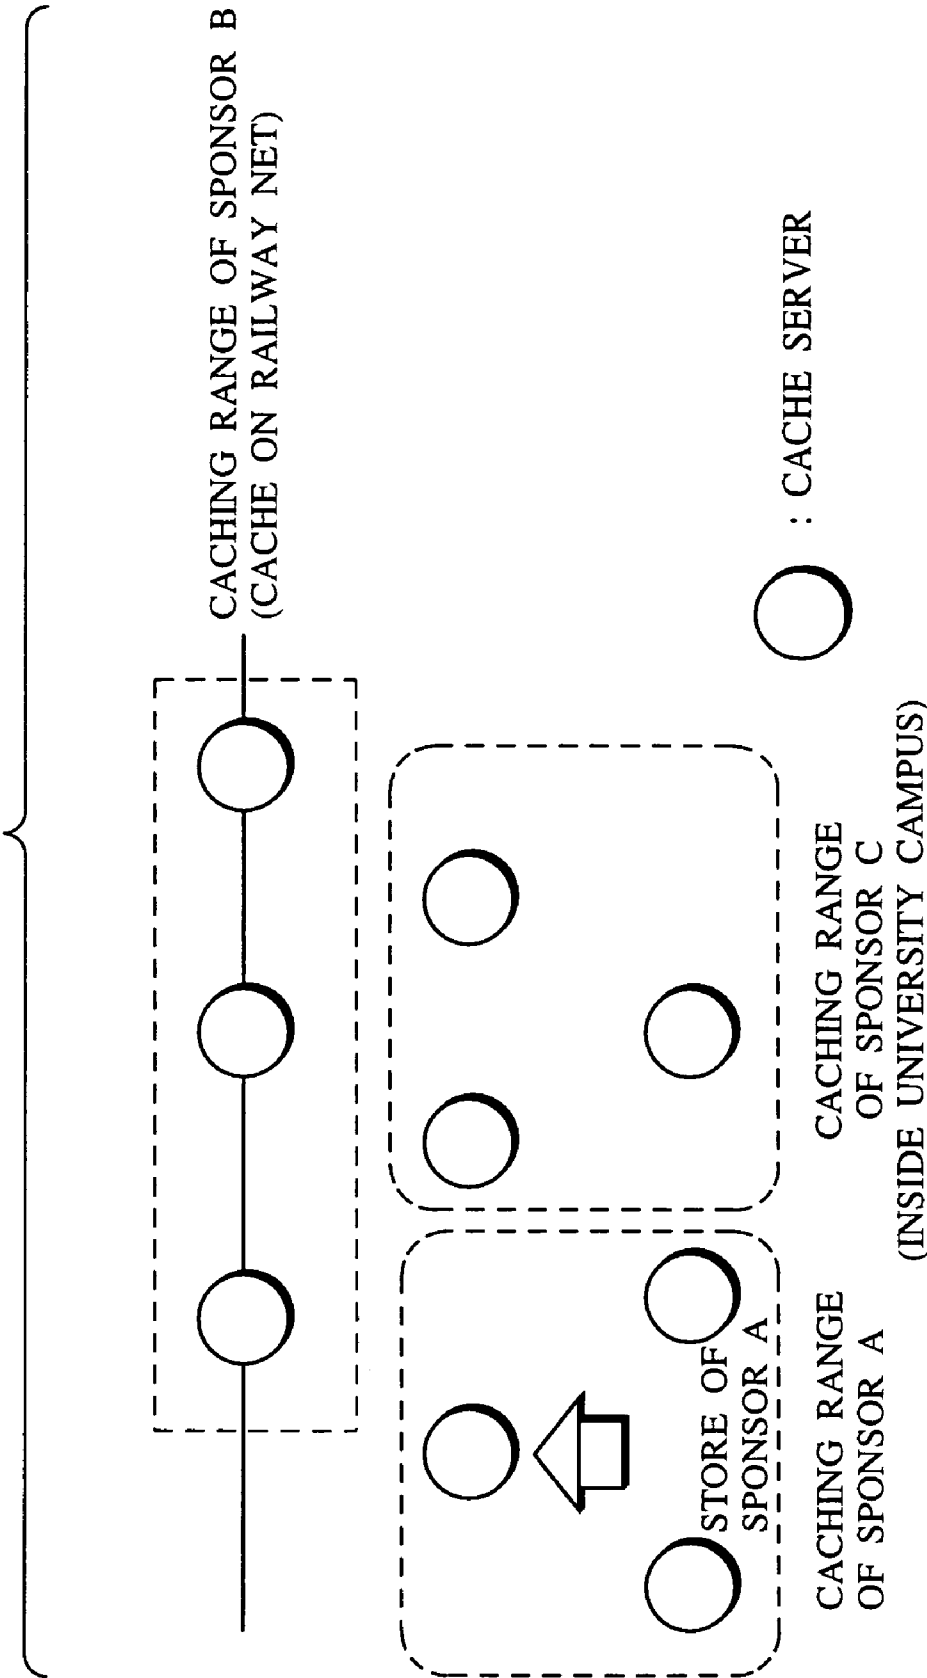 CACHING RANGE OF SPONSOR B
(CACHE ON RAILWAY NET)
STORE OF
SPONSOR A
CACHING RANGE
OF SPONSOR A
CACHING RANGE
OF SPONSOR C
(INSIDE UNIVERSITY CAMPUS)
: CACHE SERVER